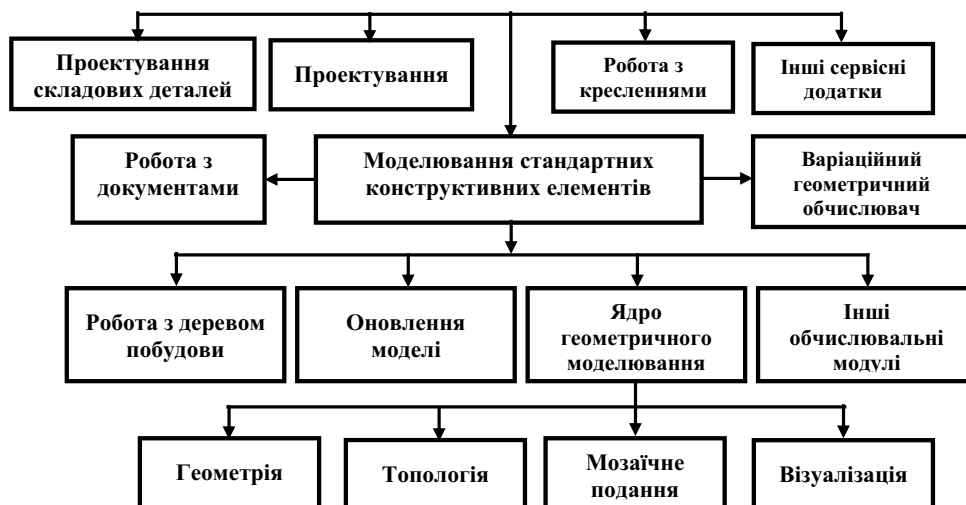 Проектування
складових деталей
Проектування
Робота з
кресленнями
Інші сервісні
додатки
Робота з
документами
Моделювання стандартних
конструктивних елементів
Варіаційний
геометричний
обчислювач
Робота з деревом
побудови
Оновлення
моделі
Ядро
геометричного
моделювання
Інші
обчислювальні
модулі
Геометрія
Топологія
Мозаїчне
подання
Візуалізація